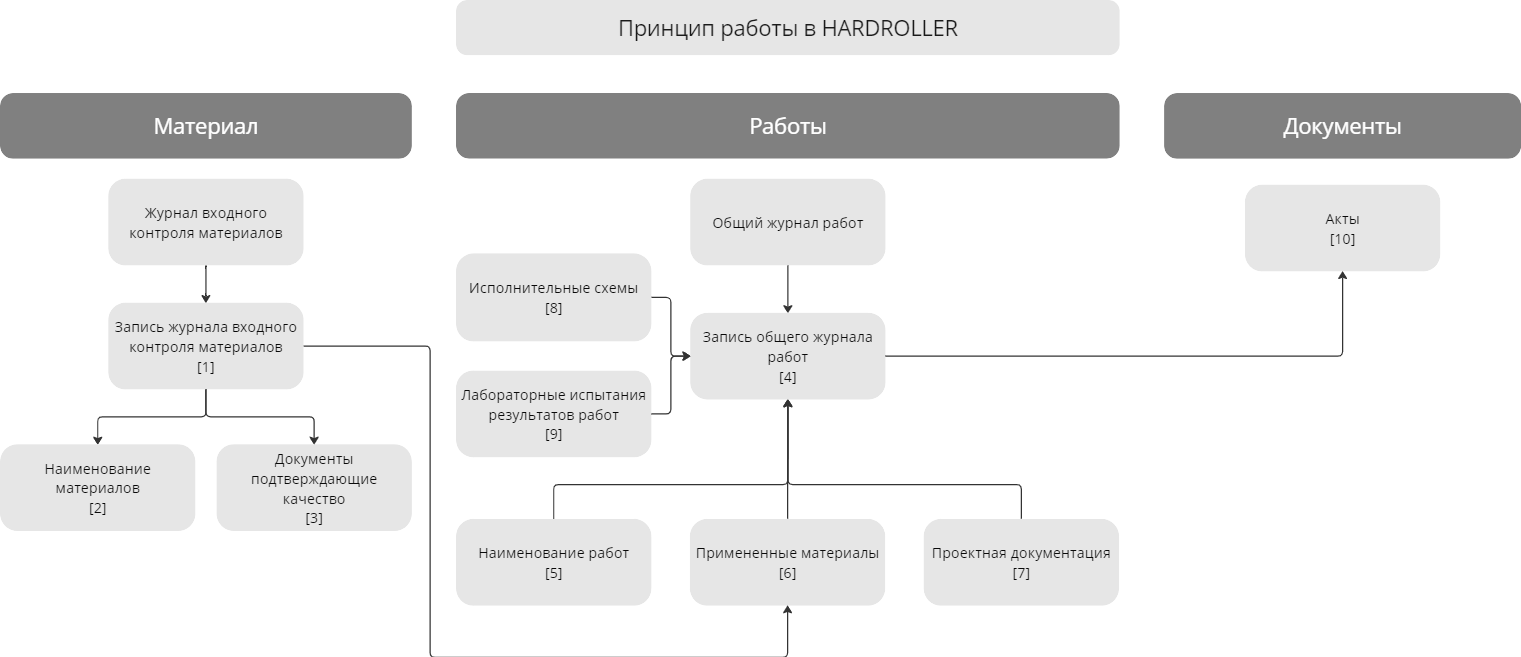 Принцип работы в HARDROLLER
Материал
Работы
Документы
Журнал входного
контроля материалов
Запись журнала входного
контроля материалов
[1]
Наименование
материалов
[2]
Документы
подтверждающие
качество
[3]
Общий журнал работ
Исполнительные схемы
[8]
Запись общего журнала
работ
[4]
Лабораторные испытания
результатов работ
[9]
Наименование работ
[5]
Примененные материалы
[6]
Проектная документация
[7]
Акты
[10]